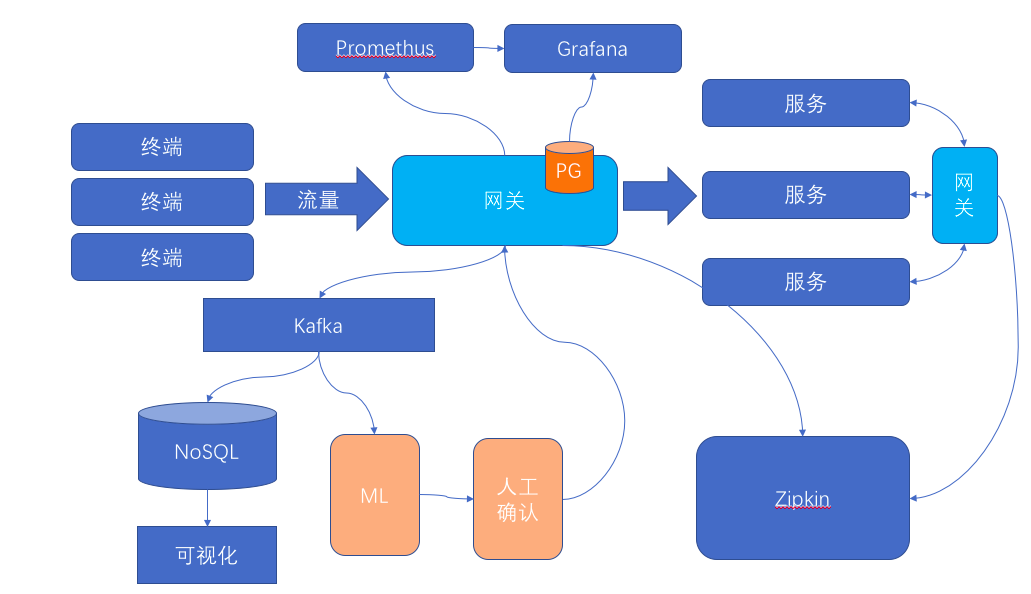 Promethus
Grafana
服务
终端
PG
终端
流量
网关
服务
网
关
终端
服务
Kafka
NoSQL
ML
人工
确认
Zipkin
可视化